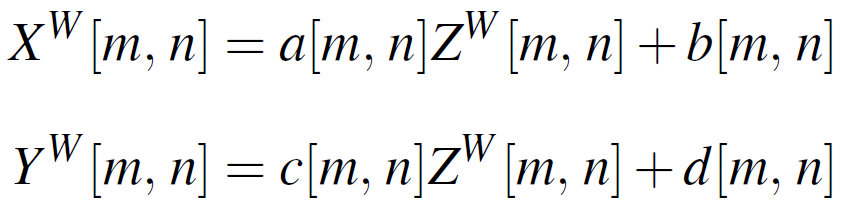 X^W[m, n] = a[m, n]Z^W[m, n] + b[m, n]
Y^W[m, n] = c[m, n]Z^W[m, n] + d[m, n]